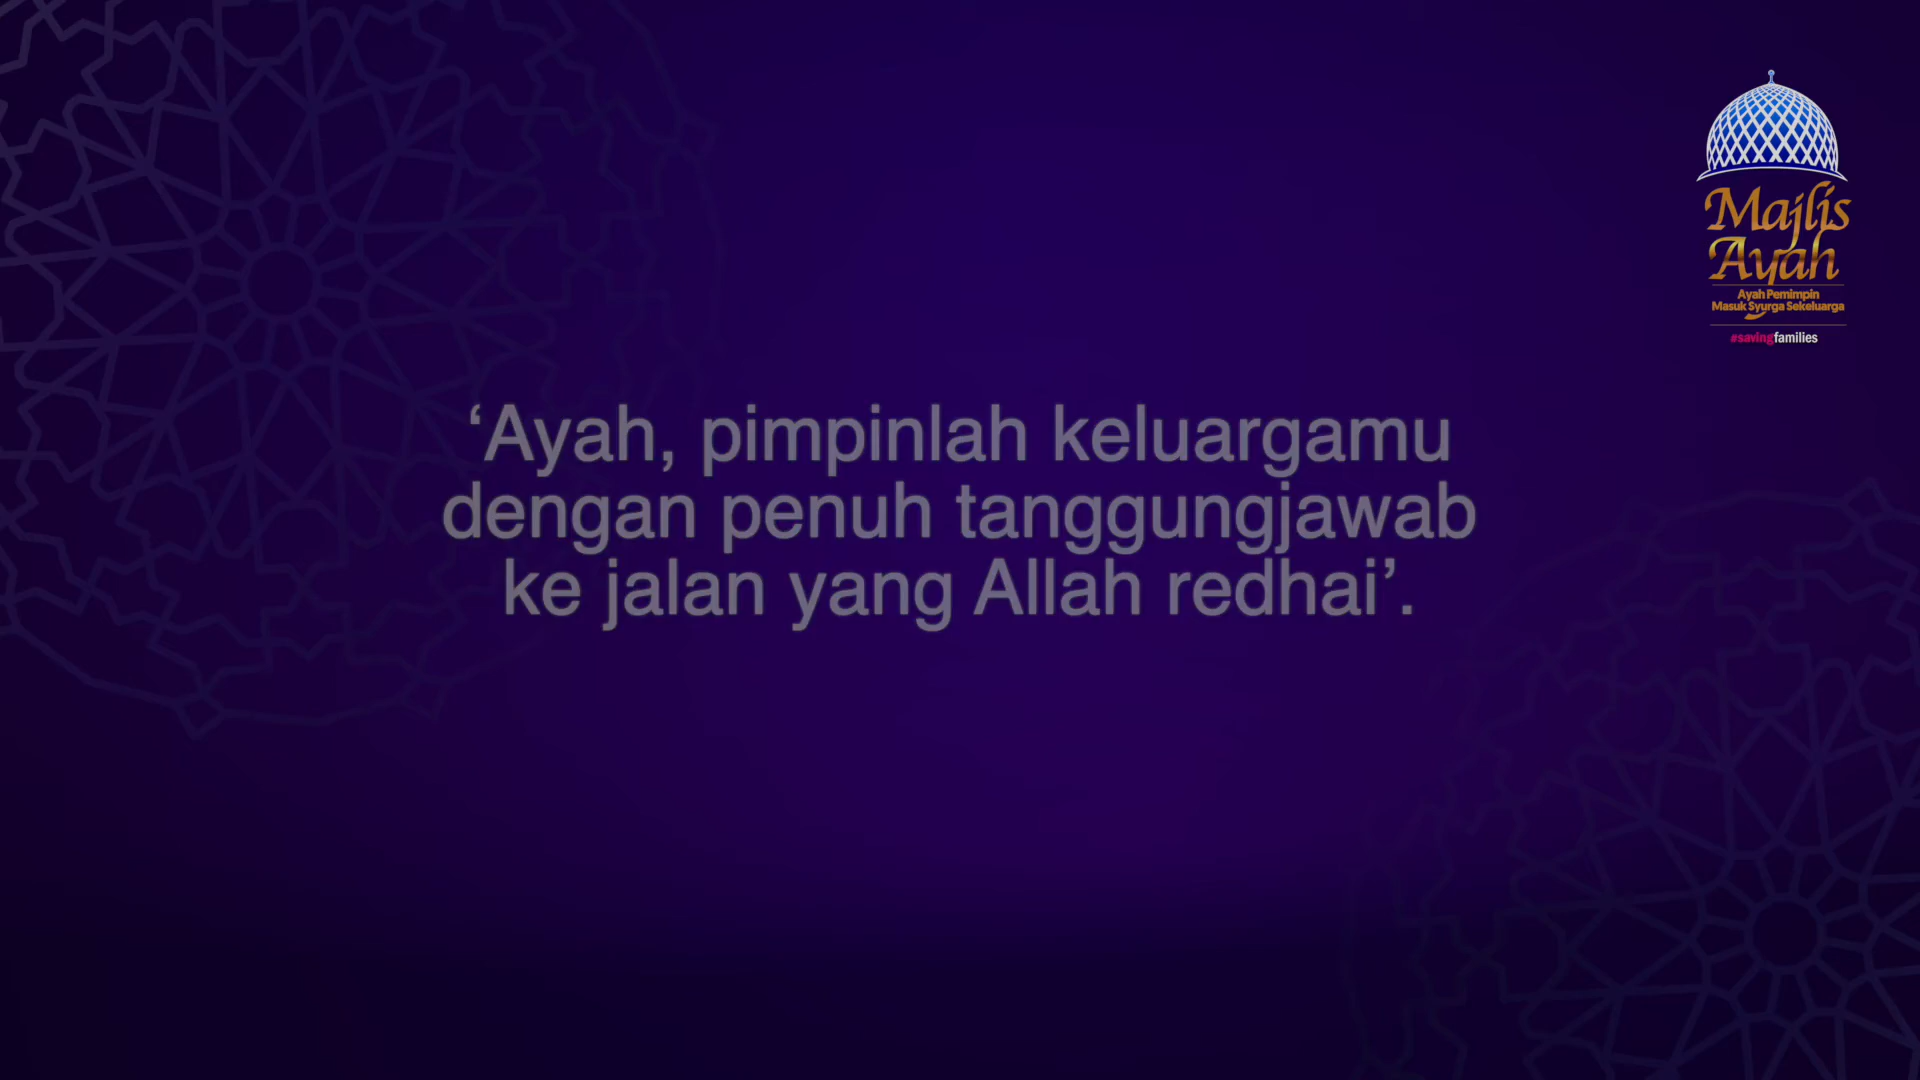 Majlis
Ayah
Ayah Pemimpin
Masuk Syurga Sekeluarga
#savingfamilies
‘Ayah, pimpinlah keluargamu
dengan penuh tanggungjawab
ke jalan yang Allah redhai’.